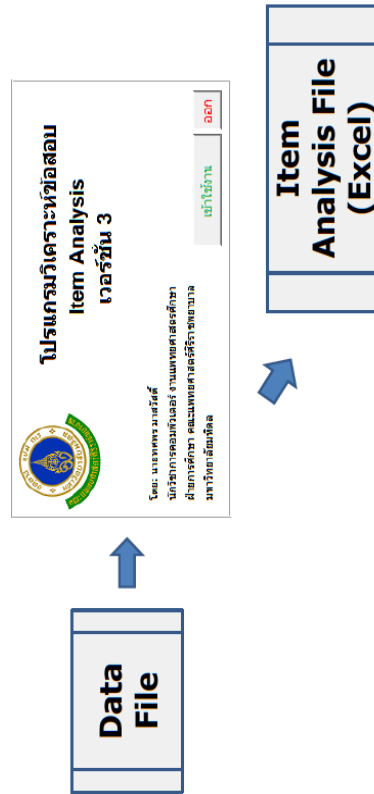 Data
File
โปรแกรมวิเคราะห์ข้อสอบ
Item Analysis
เวอร์ชั่น 3
โดย: นายทศพร มาสวัสดิ์
นักวิชาการคอมพิวเตอร์ งานแพทยศาสตรศึกษา
ฝ่ายการศึกษา คณะแพทยศาสตร์ศิริราชพยาบาล
มหาวิทยาลัยมหิดล
เข้าใช้งาน
ออก
Item
Analysis File
(Excel)